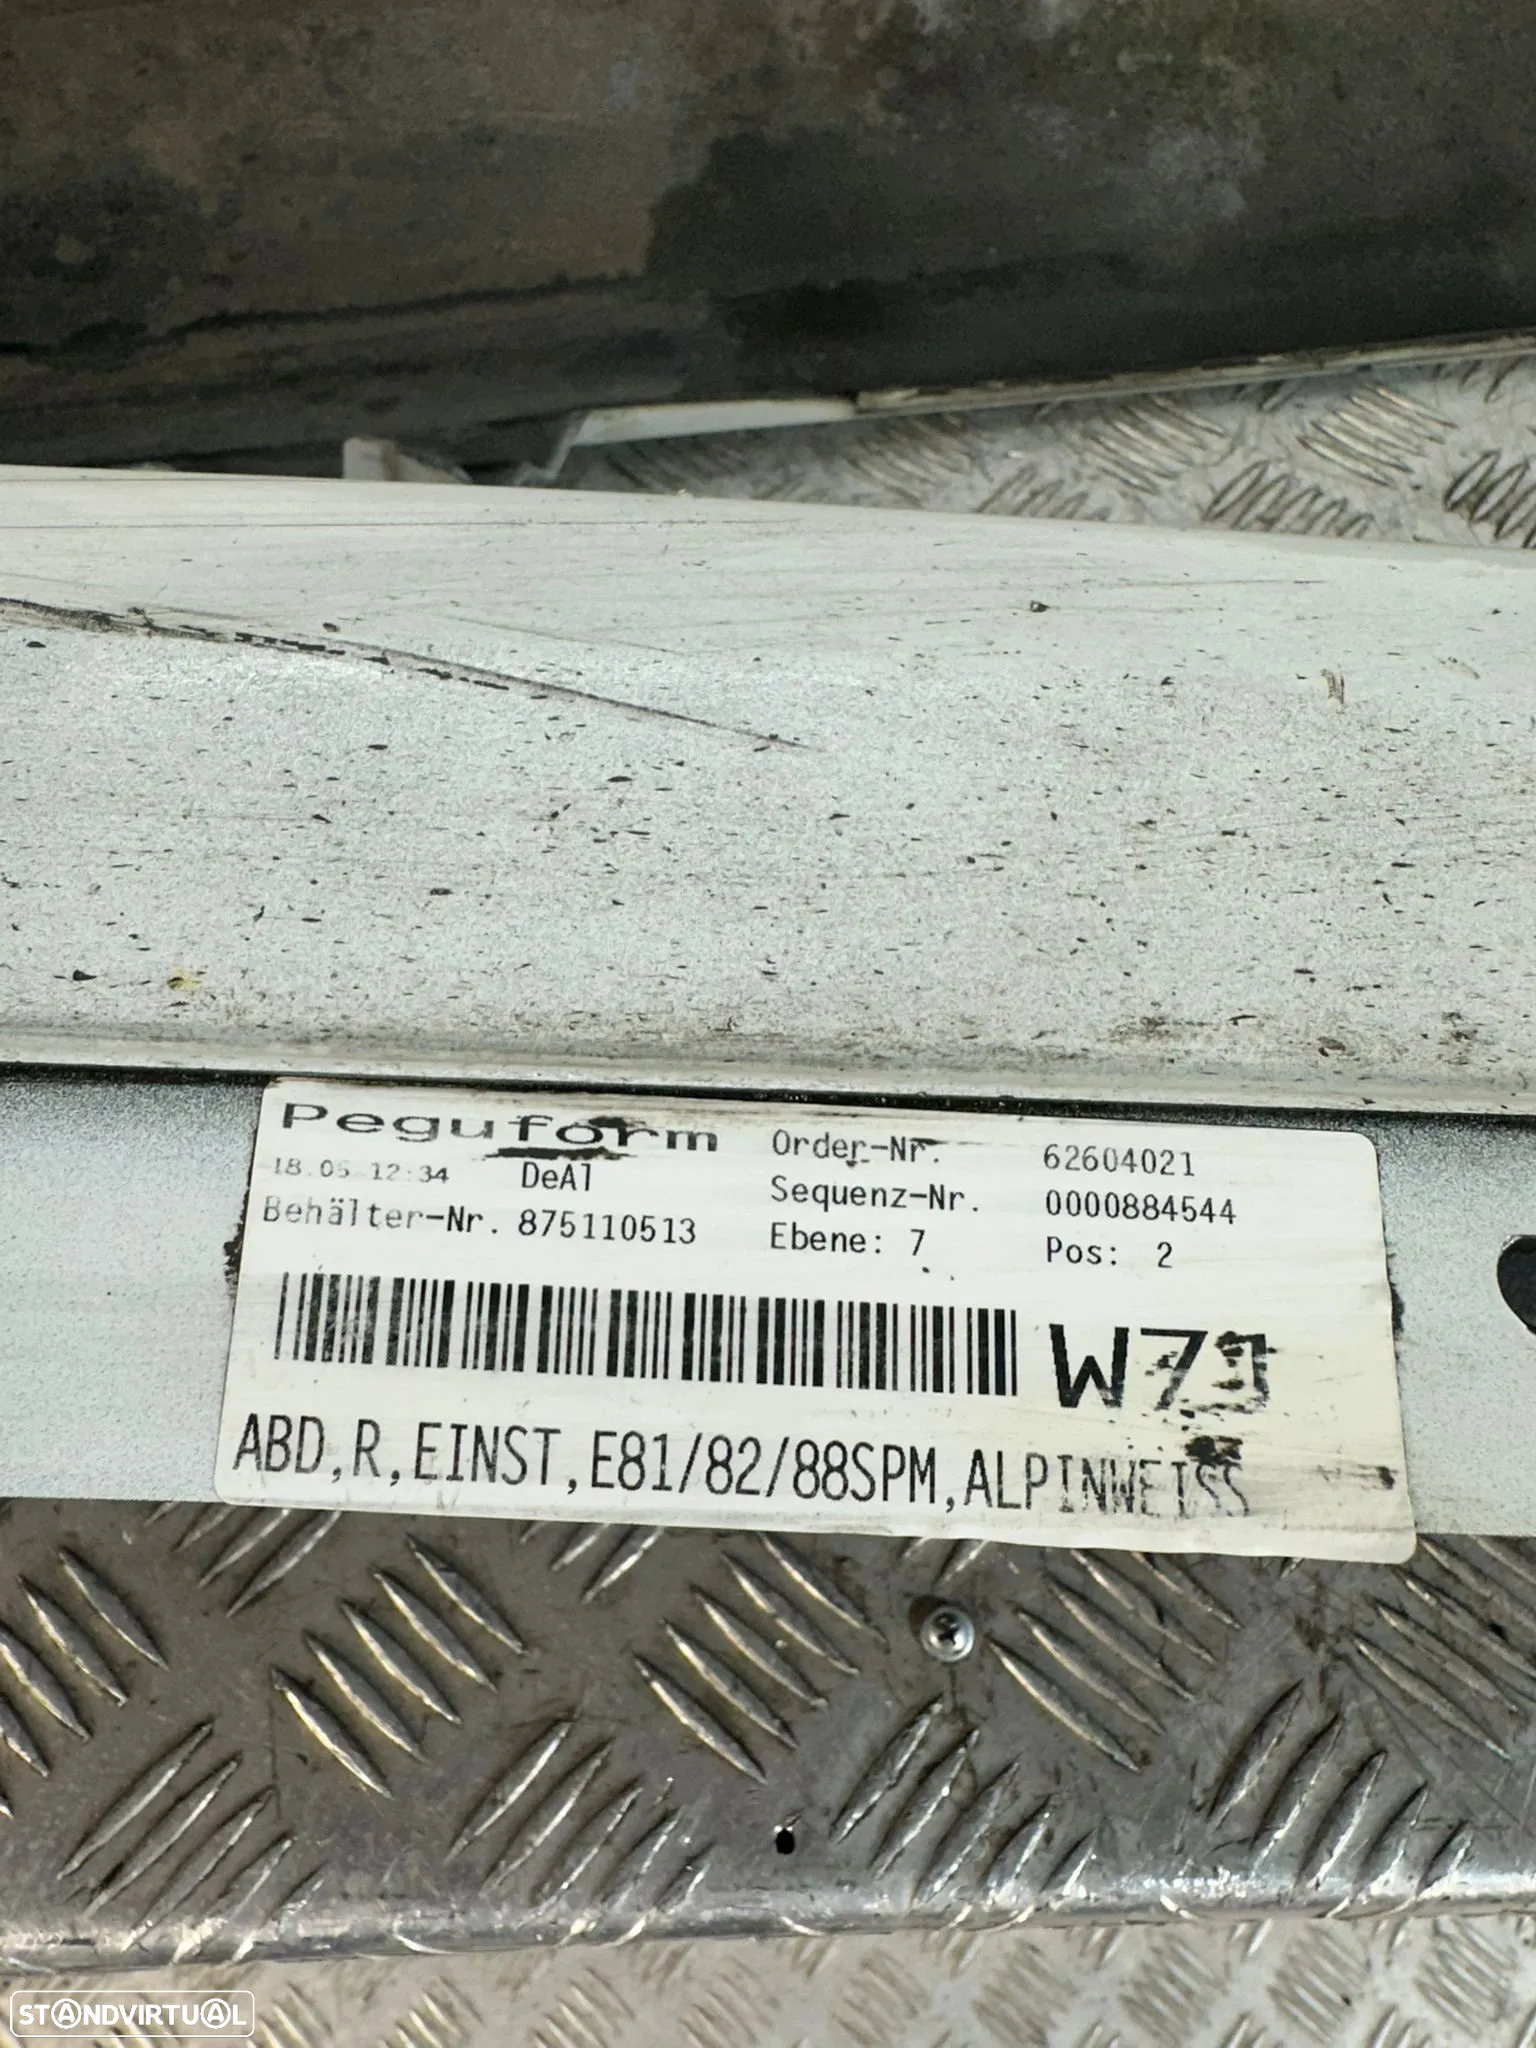 Peguform
Order-Nr. 62604021
18.05 12:34 DeAl
Sequenz-Nr. 0000884544
Behälter-Nr. 875110513
Ebene: 7 Pos: 2
ABD,R,EINST,E81/82/88SPM,ALPINWEISS
STANDVIRTUAL